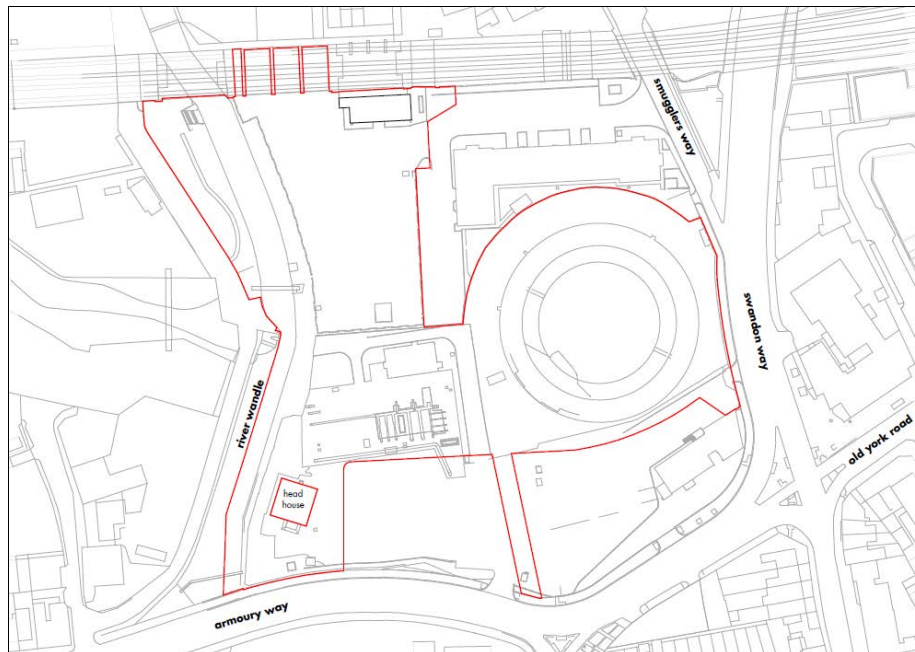 smugglers way
swandon way
river wandle
old york road
head
house
armoury way